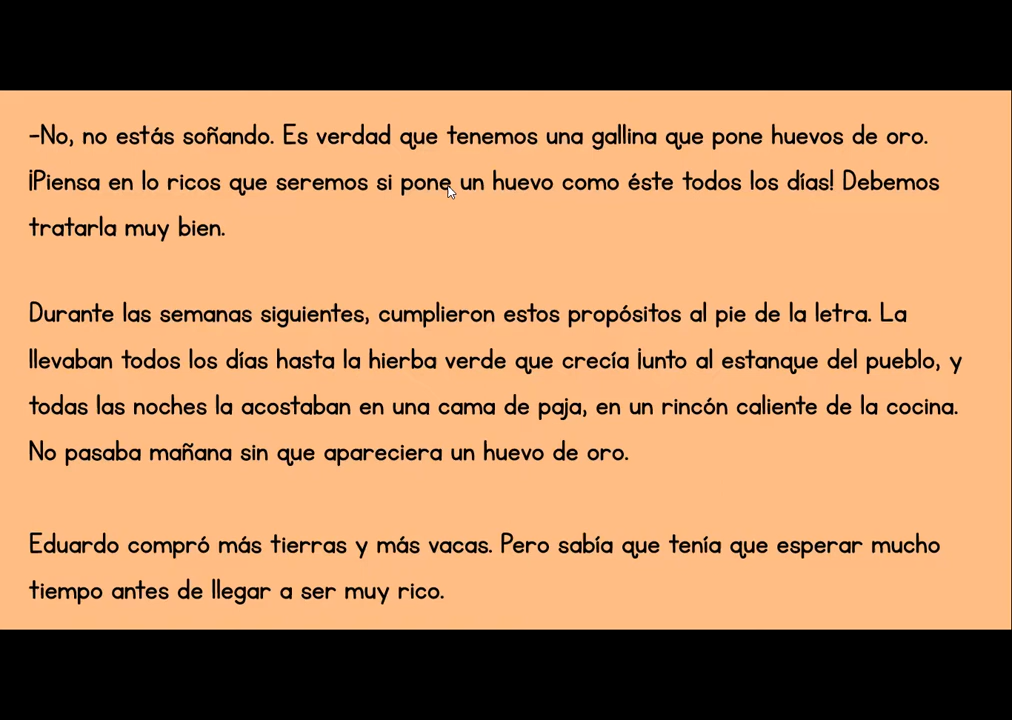 -No, no estás soñando. Es verdad que tenemos una gallina que pone huevos de oro.
¡Piensa en lo ricos que seremos si pone un huevo como éste todos los días! Debemos
tratarla muy bien.
Durante las semanas siguientes, cumplieron estos propósitos al pie de la letra. La
llevaban todos los días hasta la hierba verde que crecía ¡unto al estanque del pueblo, y
todas las noches la acostaban en una cama de paja, en un rincón caliente de la cocina.
No pasaba mañana sin que apareciera un huevo de oro.
Eduardo compró más tierras y más vacas. Pero sabía que tenía que esperar mucho
tiempo antes de llegar a ser muy rico.